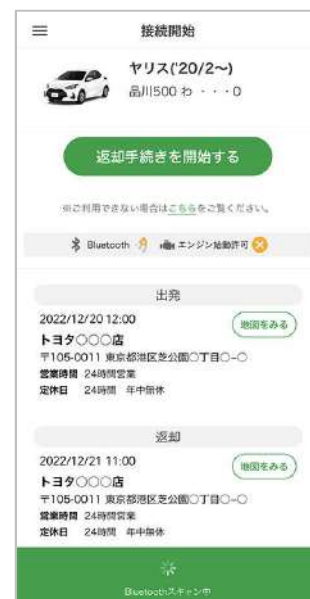 接続開始
ヤリス('20/2～)
品川500 わ ・・・0
返却手続きを開始する
※ご利用できない場合はこちらをご覧ください。
Bluetooth エンジン始動許可
出発
2022/12/20 12:00
地図をみる
トヨタ〇〇〇店
〒105-0011 東京都港区芝公園〇丁目〇-〇
営業時間 24時間営業
定休日 24時間 年中無休
返却
2022/12/21 11:00
地図をみる
トヨタ〇〇〇店
〒105-0011 東京都港区芝公園〇丁目〇-〇
営業時間 24時間営業
定休日 24時間 年中無休
Bluetoothスキャン中